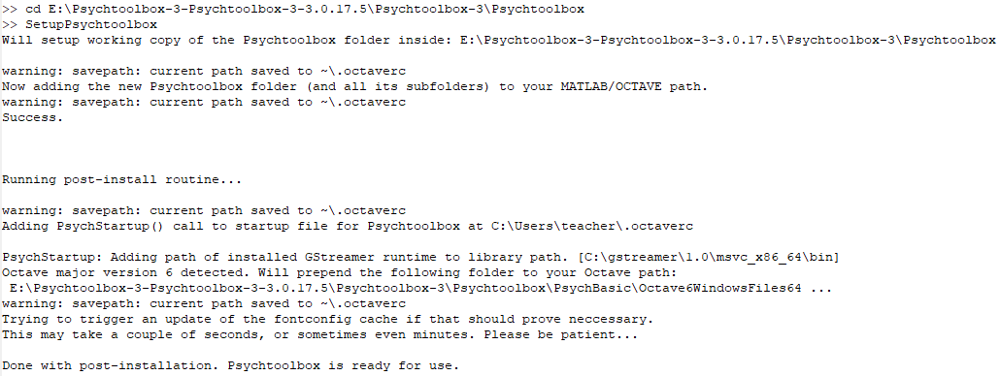 >> cd E:\Psychtoolbox-3-Psychtoolbox-3-3.0.17.5\Psychtoolbox-3\Psychtoolbox
>> SetupPsychtoolbox
Will setup working copy of the Psychtoolbox folder inside: E:\Psychtoolbox-3-Psychtoolbox-3-3.0.17.5\Psychtoolbox-3\Psychtoolbox
warning: savepath: current path saved to ~\.octaverc
Now adding the new Psychtoolbox folder (and all its subfolders) to your MATLAB/OCTAVE path.
warning: savepath: current path saved to ~\.octaverc
Success.
Running post-install routine...
warning: savepath: current path saved to ~\.octaverc
Adding PsychStartup() call to startup file for Psychtoolbox at C:\Users\teacher\.octaverc
PsychStartup: Adding path of installed GStreamer runtime to library path. [C:\gstreamer\1.0\msvc_x86_64\bin]
Octave major version 6 detected. Will prepend the following folder to your Octave path:
E:\Psychtoolbox-3-Psychtoolbox-3-3.0.17.5\Psychtoolbox-3\Psychtoolbox\PsychBasic\Octave6WindowsFiles64 ...
warning: savepath: current path saved to ~\.octaverc
Trying to trigger an update of the fontconfig cache if that should prove neccessary.
This may take a couple of seconds, or sometimes even minutes. Please be patient...
Done with post-installation. Psychtoolbox is ready for use.